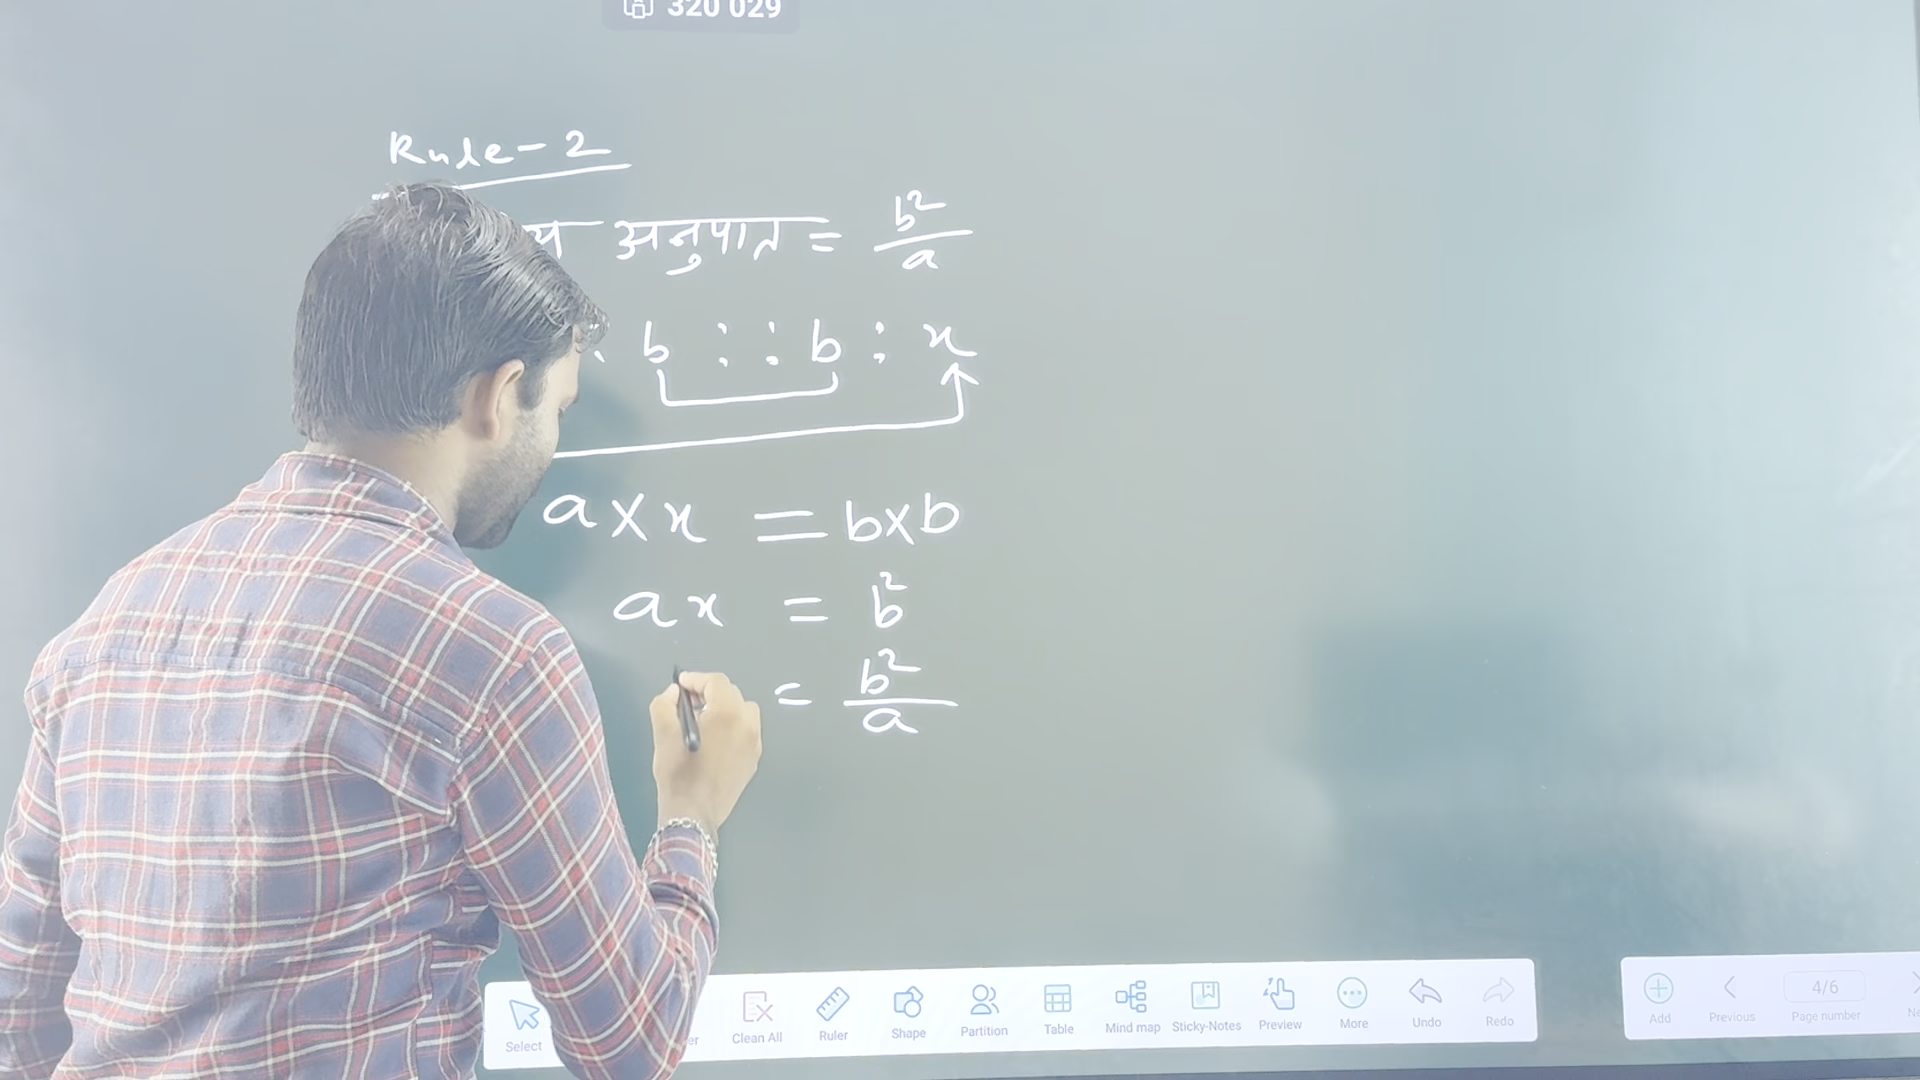 320 029
Rule-2
अनुपात = b²/a
b : : b : x
a × x = b × b
ax = b²
= b²/a
Select
Clean All
Ruler
Shape
Partition
Table
Mind map
Sticky-Notes
Preview
More
Undo
Redo
Add
Previous
4/6
Page number